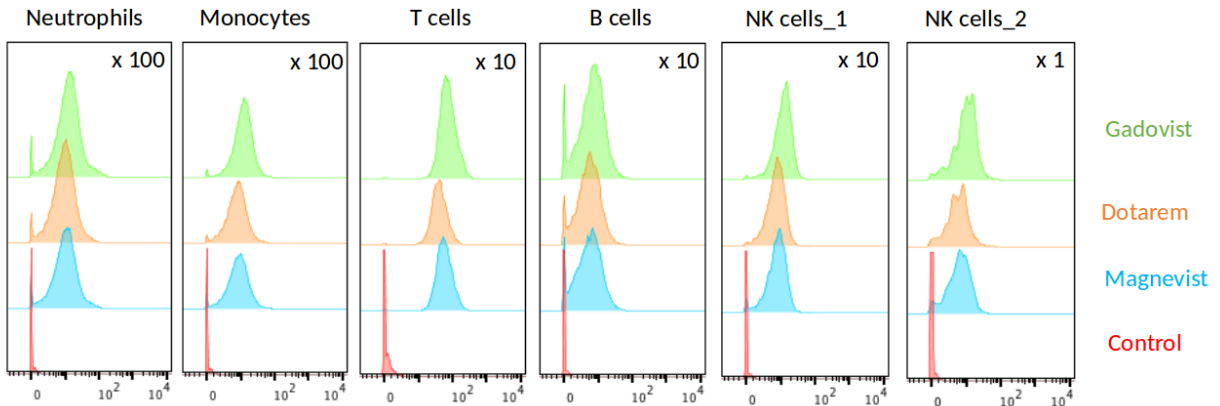 Neutrophils Monocytes T cells B cells NK cells_1 NK cells_2
x 100 x 100 x 10 x 10 x 10 x 1
Gadovist
Dotarem
Magnevist
Control
0 10² 10⁴ 0 10² 10⁴ 0 10² 10⁴ 0 10² 10⁴ 0 10² 10⁴ 0 10² 10⁴